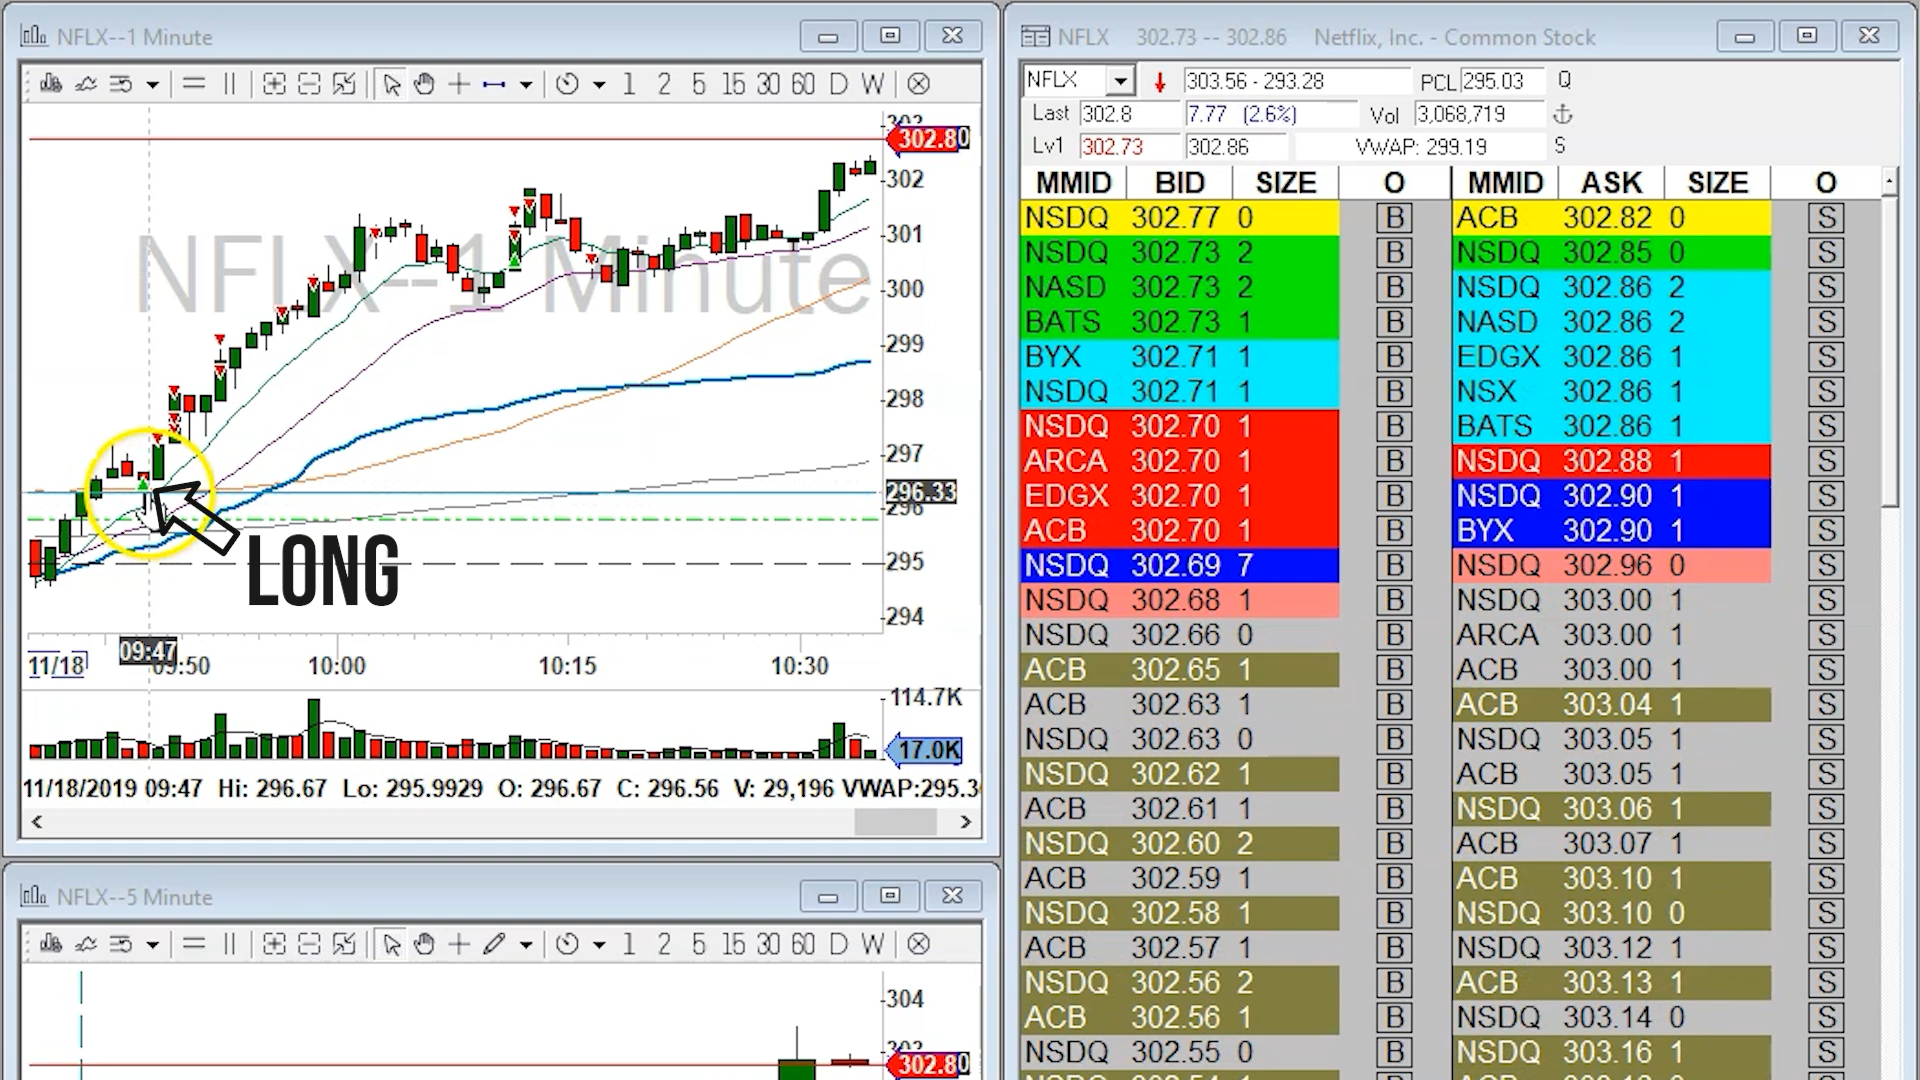 NFLX--1 Minute
1 2 5 15 30 60 D W
NFLX--1 Minute
302.80
302
301
300
299
298
297
296.33
296
295
294
LONG
11/18 09:47 09:50 10:00 10:15 10:30
114.7K
17.0K
11/18/2019 09:47 Hi: 296.67 Lo: 295.9929 O: 296.67 C: 296.56 V: 29,196 VWAP:295.3
NFLX--5 Minute
1 2 5 15 30 60 D W
304
302.80
NFLX 302.73 -- 302.86 Netflix, Inc. - Common Stock
NFLX 303.56 - 293.28 PCL 295.03 Q
Last 302.8 7.77 (2.6%) Vol 3,068,719
Lv1 302.73 302.86 VWAP: 299.19 S
MMID BID SIZE O MMID ASK SIZE O
NSDQ 302.77 0 B ACB 302.82 0 S
NSDQ 302.73 2 B NSDQ 302.85 0 S
NASD 302.73 2 B NSDQ 302.86 2 S
BATS 302.73 1 B NASD 302.86 2 S
BYX 302.71 1 B EDGX 302.86 1 S
NSDQ 302.71 1 B NSX 302.86 1 S
NSDQ 302.70 1 B BATS 302.86 1 S
ARCA 302.70 1 B NSDQ 302.88 1 S
EDGX 302.70 1 B NSDQ 302.90 1 S
ACB 302.70 1 B BYX 302.90 1 S
NSDQ 302.69 7 B NSDQ 302.96 0 S
NSDQ 302.68 1 B NSDQ 303.00 1 S
NSDQ 302.66 0 B ARCA 303.00 1 S
ACB 302.65 1 B ACB 303.00 1 S
ACB 302.63 1 B ACB 303.04 1 S
NSDQ 302.63 0 B NSDQ 303.05 1 S
NSDQ 302.62 1 B ACB 303.05 1 S
ACB 302.61 1 B NSDQ 303.06 1 S
NSDQ 302.60 2 B ACB 303.07 1 S
ACB 302.59 1 B ACB 303.10 1 S
NSDQ 302.58 1 B NSDQ 303.10 0 S
ACB 302.57 1 B NSDQ 303.12 1 S
NSDQ 302.56 2 B ACB 303.13 1 S
ACB 302.56 1 B NSDQ 303.14 0 S
NSDQ 302.55 0 B NSDQ 303.16 1 S